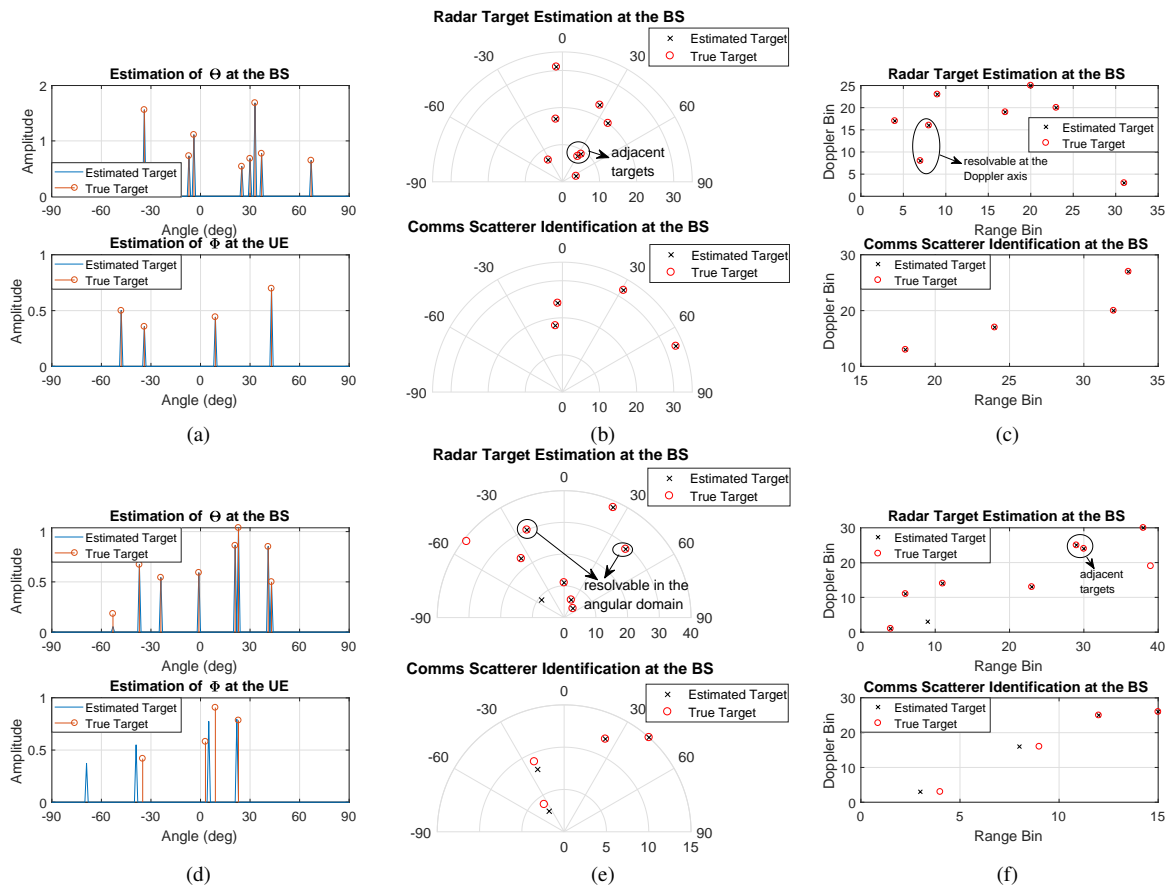 Estimation of Θ at the BS
Amplitude
2
1
0
Estimated Target
True Target
-90 -60 -30 0 30 60 90
Angle (deg)
Estimation of Φ at the UE
Amplitude
1
0.5
0
Estimated Target
True Target
-90 -60 -30 0 30 60 90
Angle (deg)
(a)
Radar Target Estimation at the BS
Estimated Target
True Target
-90 -60 -30 0 30 60 90
adjacent
targets
0 10 20 30
Comms Scatterer Identification at the BS
Estimated Target
True Target
-90 -60 -30 0 30 60 90
0 10 20 30
(b)
Radar Target Estimation at the BS
Doppler Bin
25
20
15
10
5
0
Estimated Target
True Target
resolvable at the
Doppler axis
0 5 10 15 20 25 30 35
Range Bin
Comms Scatterer Identification at the BS
Doppler Bin
30
20
10
Estimated Target
True Target
15 20 25 30 35
Range Bin
(c)
Estimation of Θ at the BS
Amplitude
1
0.5
0
Estimated Target
True Target
-90 -60 -30 0 30 60 90
Angle (deg)
Estimation of Φ at the UE
Amplitude
1
0.5
0
Estimated Target
True Target
-90 -60 -30 0 30 60 90
Angle (deg)
(d)
Radar Target Estimation at the BS
Estimated Target
True Target
-90 -60 -30 0 30 60 90
resolvable in the
angular domain
0 10 20 30 40
Comms Scatterer Identification at the BS
Estimated Target
True Target
-90 -60 -30 0 30 60 90
0 5 10 15
(e)
Radar Target Estimation at the BS
Doppler Bin
30
20
10
0
Estimated Target
True Target
adjacent
targets
0 10 20 30 40
Range Bin
Comms Scatterer Identification at the BS
Doppler Bin
30
20
10
0
Estimated Target
True Target
5 10 15
Range Bin
(f)